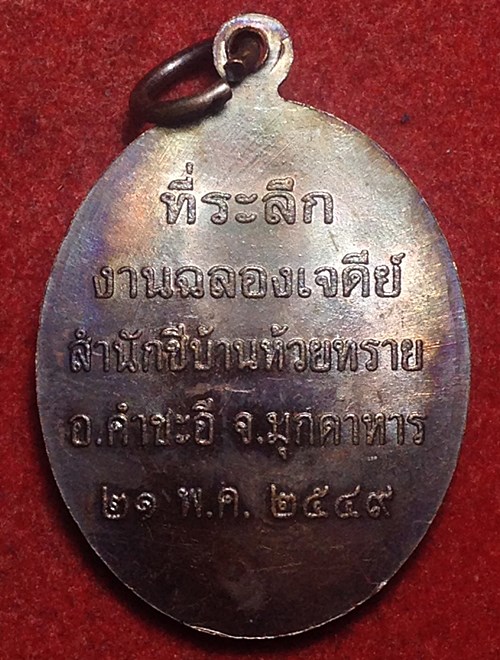 ที่ระลึก
งานฉลองเจดีย์
สำนักชีบ้านห้วยทราย
อ.คำชะอี จ.มุกดาหาร
๒๑ พ.ค. ๒๕๔๙